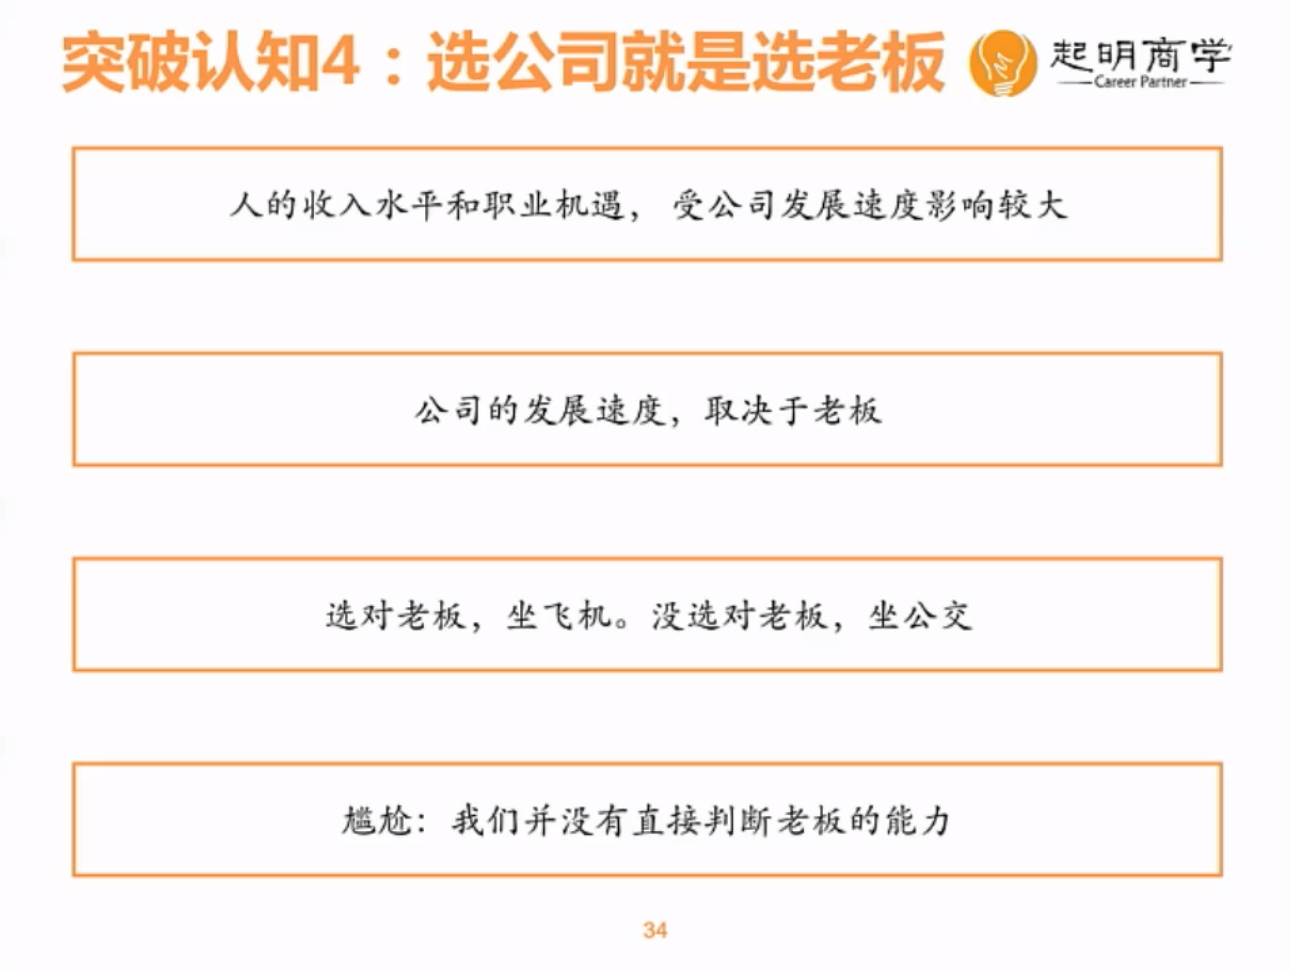 突破认知4：选公司就是选老板
起明商学
Career Partner
人的收入水平和职业机遇， 受公司发展速度影响较大
公司的发展速度，取决于老板
选对老板，坐飞机。没选对老板，坐公交
尴尬：我们并没有直接判断老板的能力
34